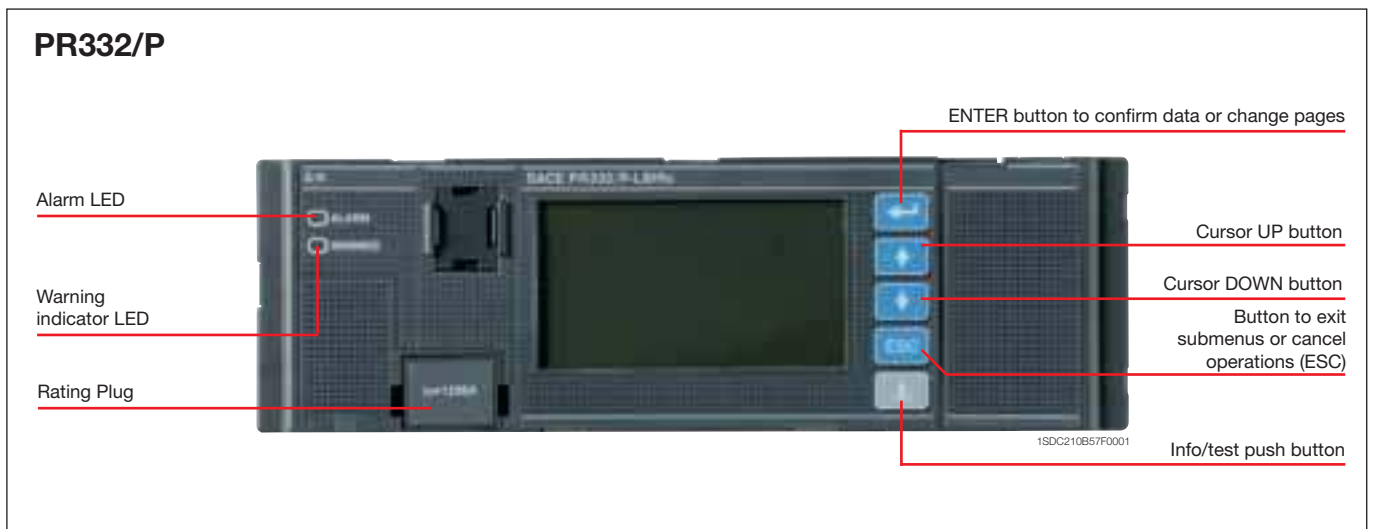 PR332/P
ENTER button to confirm data or change pages
Alarm LED
ALARM
WARNING
Cursor UP button
Cursor DOWN button
Warning
indicator LED
Button to exit
submenus or cancel
operations (ESC)
ESC
Rating Plug
1SDC210B57F0001
Info/test push button